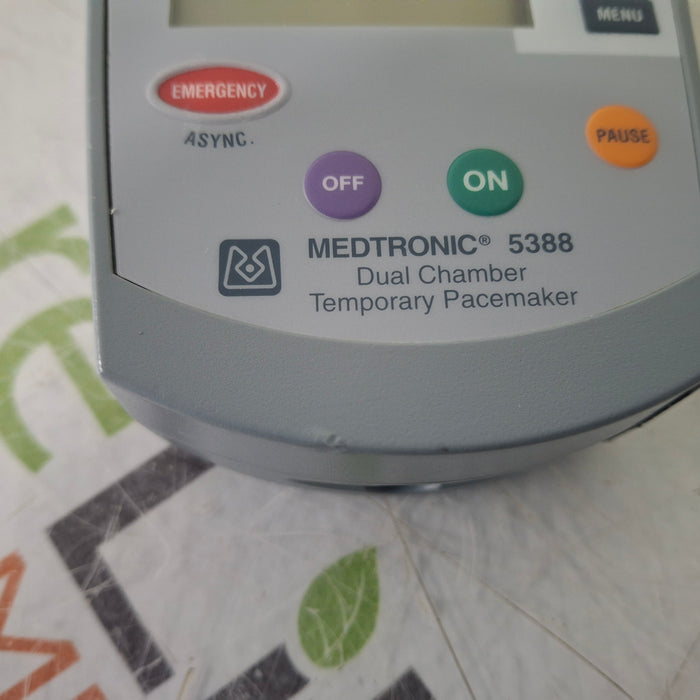 MENU
EMERGENCY
ASYNC.
PAUSE
OFF
ON
MEDTRONIC® 5388
Dual Chamber
Temporary Pacemaker